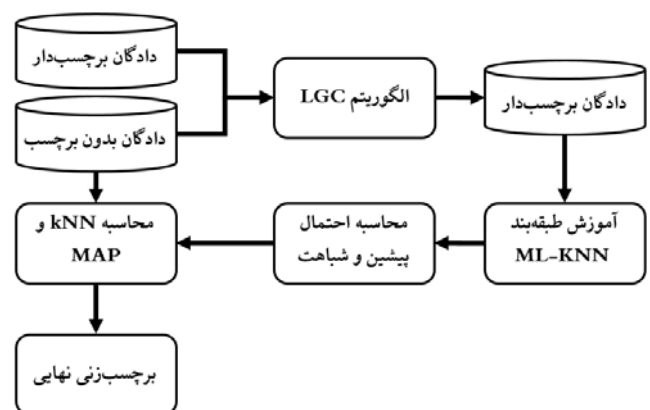 دادگان برچسب‌دار
دادگان بدون برچسب
الگوریتم LGC
دادگان برچسب‌دار
آموزش طبقه‌بند
ML-KNN
محاسبه احتمال
پیشین و شباهت
محاسبه kNN و
MAP
برچسب‌زنی نهایی